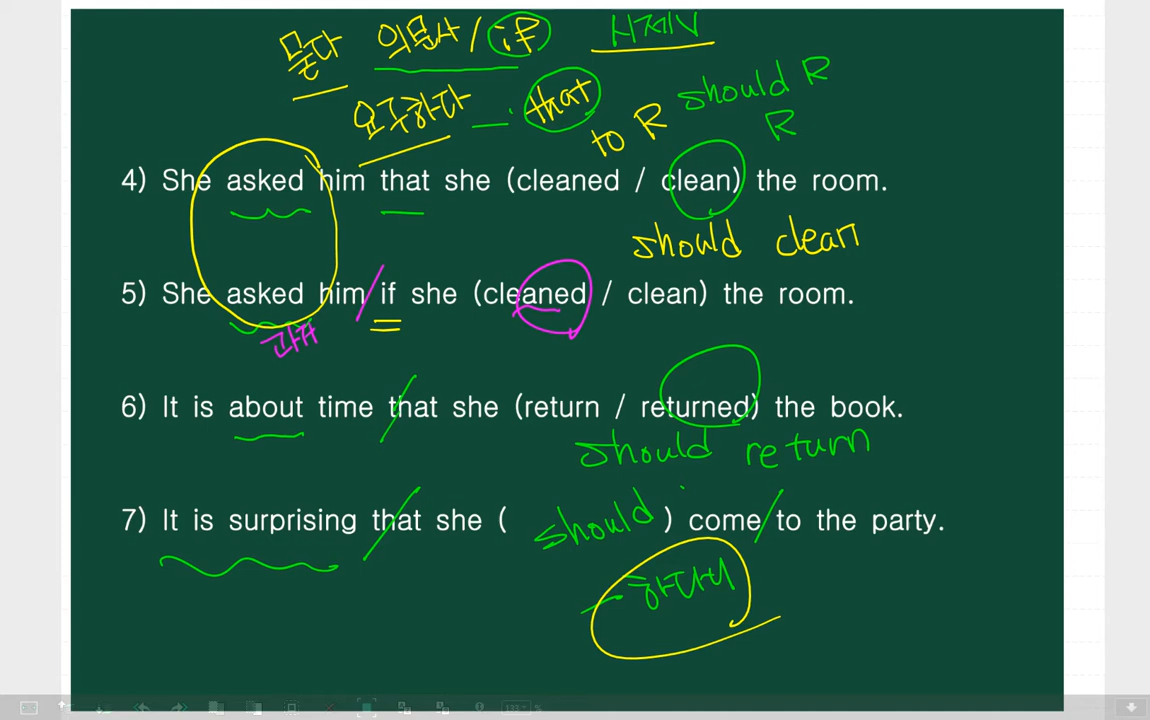 묻다 의문사/if 시제V
요구하다 — that should R
to R R
4) She asked him that she (cleaned / clean) the room.
should clean
5) She asked him if she (cleaned / clean) the room.
과거
6) It is about time that she (return / returned) the book.
should return
7) It is surprising that she ( should ) come to the party.
~하다니
133 %